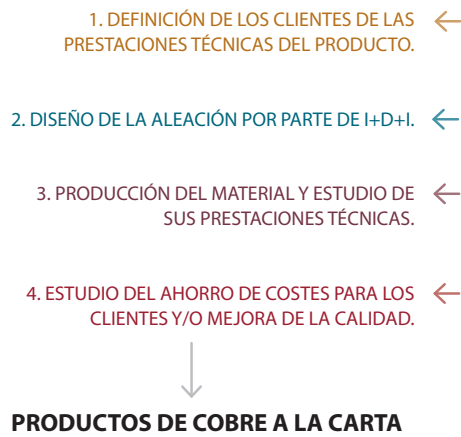 1. DEFINICIÓN DE LOS CLIENTES DE LAS
PRESTACIONES TÉCNICAS DEL PRODUCTO.
2. DISEÑO DE LA ALEACIÓN POR PARTE DE I+D+I.
3. PRODUCCIÓN DEL MATERIAL Y ESTUDIO DE
SUS PRESTACIONES TÉCNICAS.
4. ESTUDIO DEL AHORRO DE COSTES PARA LOS
CLIENTES Y/O MEJORA DE LA CALIDAD.
PRODUCTOS DE COBRE A LA CARTA